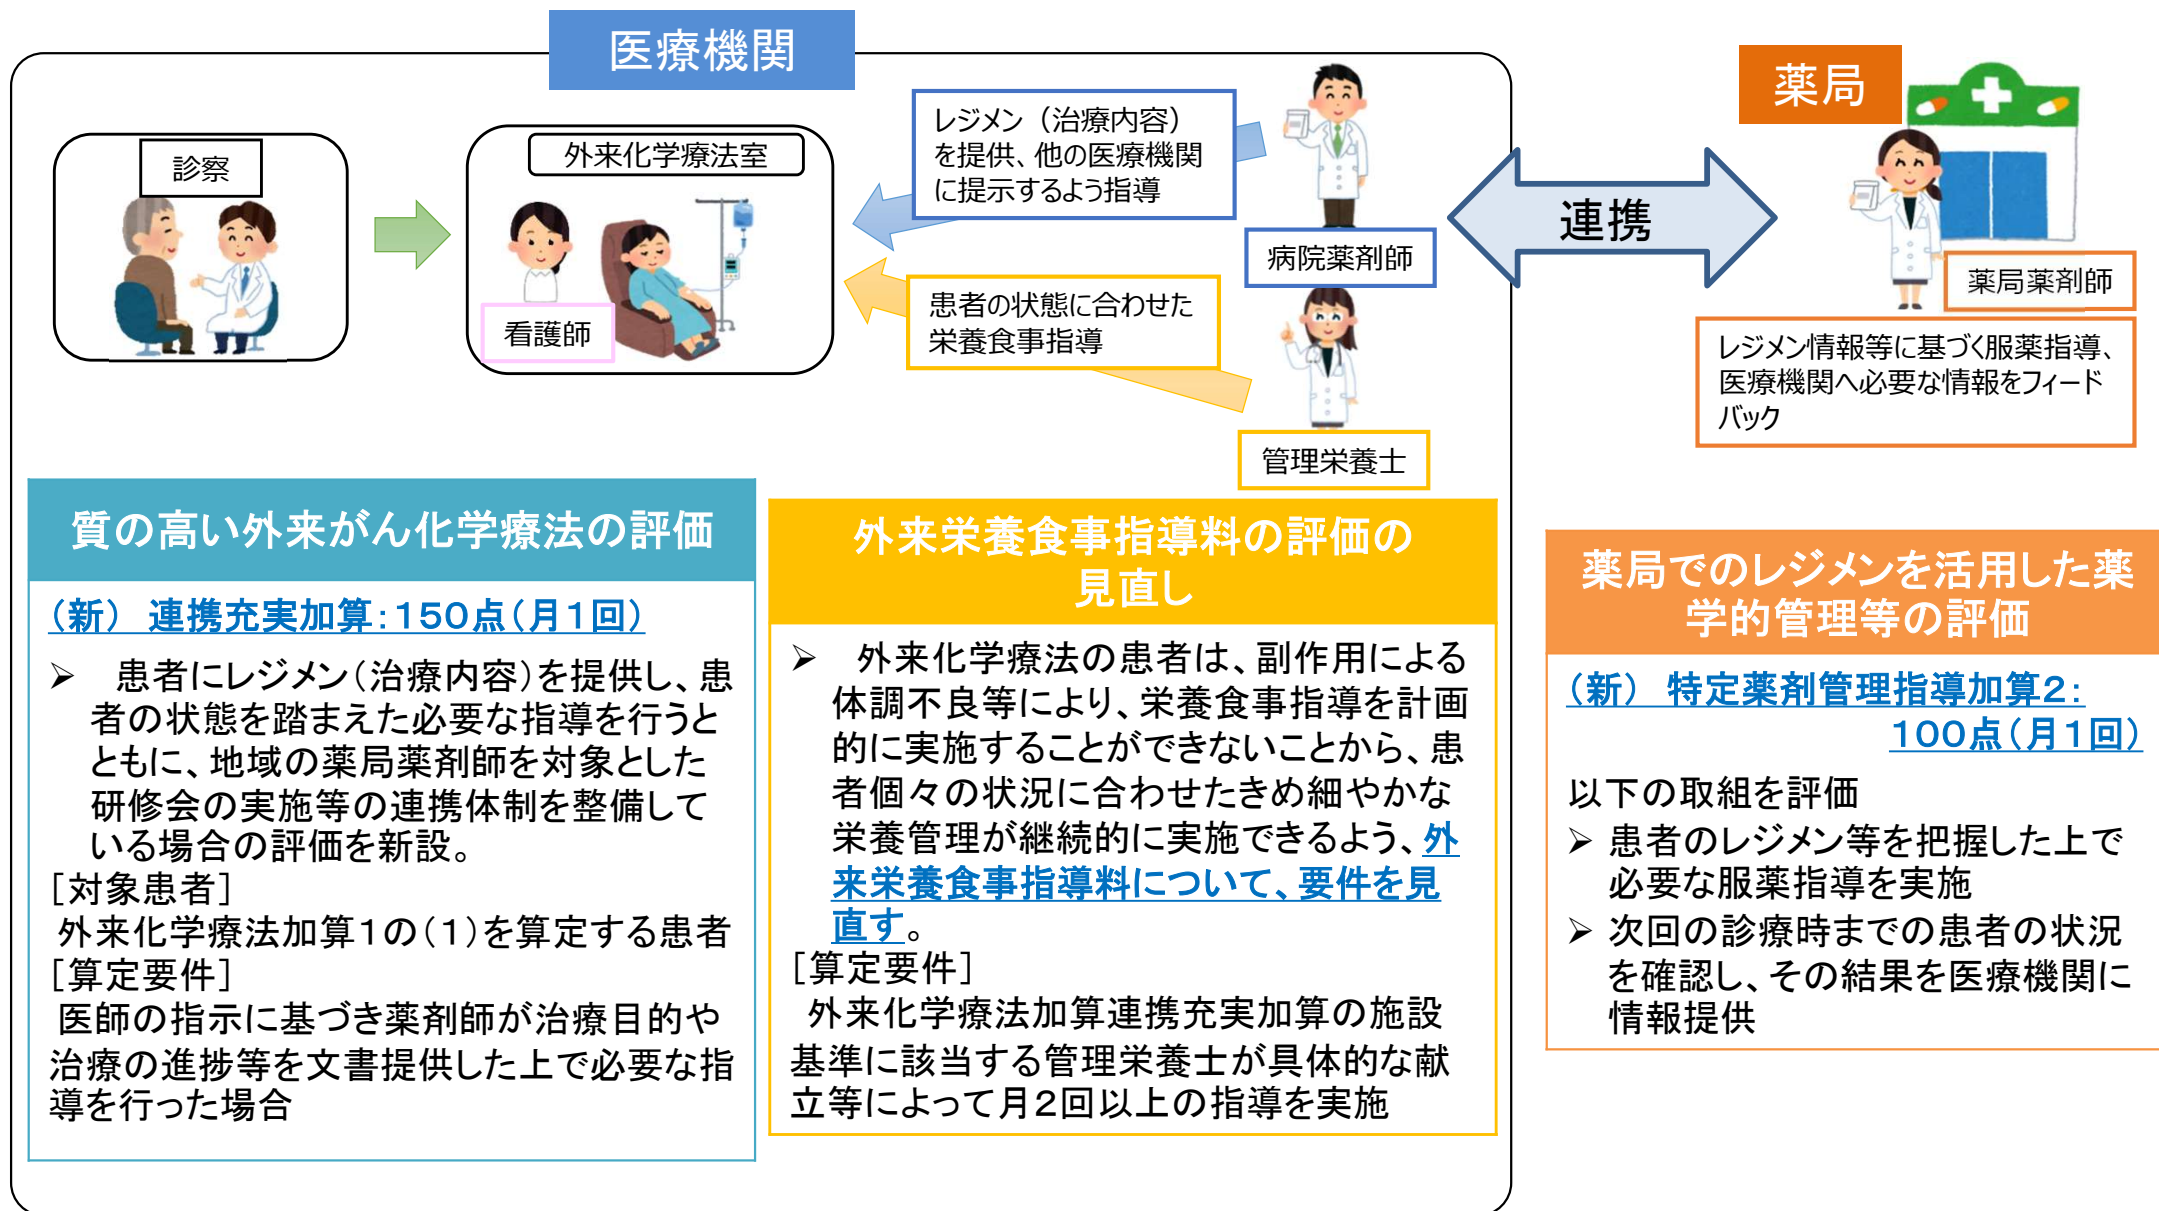 医療機関
診察
外来化学療法室
看護師
レジメン（治療内容）
を提供、他の医療機関
に提示するよう指導
病院薬剤師
患者の状態に合わせた
栄養食事指導
管理栄養士
連携
薬局
薬局薬剤師
レジメン情報等に基づく服薬指導、
医療機関へ必要な情報をフィード
バック
質の高い外来がん化学療法の評価
（新） 連携充実加算：１５０点（月１回）
➢ 患者にレジメン（治療内容）を提供し、患
者の状態を踏まえた必要な指導を行うと
ともに、地域の薬局薬剤師を対象とした
研修会の実施等の連携体制を整備して
いる場合の評価を新設。
［対象患者］
外来化学療法加算１の（１）を算定する患者
［算定要件］
医師の指示に基づき薬剤師が治療目的や
治療の進捗等を文書提供した上で必要な指
導を行った場合
外来栄養食事指導料の評価の
見直し
➢ 外来化学療法の患者は、副作用による
体調不良等により、栄養食事指導を計画
的に実施することができないことから、患
者個々の状況に合わせたきめ細やかな
栄養管理が継続的に実施できるよう、外
来栄養食事指導料について、要件を見
直す。
［算定要件］
外来化学療法加算連携充実加算の施設
基準に該当する管理栄養士が具体的な献
立等によって月２回以上の指導を実施
薬局でのレジメンを活用した薬
学的管理等の評価
（新） 特定薬剤管理指導加算２：
１００点（月１回）
以下の取組を評価
➢ 患者のレジメン等を把握した上で
必要な服薬指導を実施
➢ 次回の診療時までの患者の状況
を確認し、その結果を医療機関に
情報提供